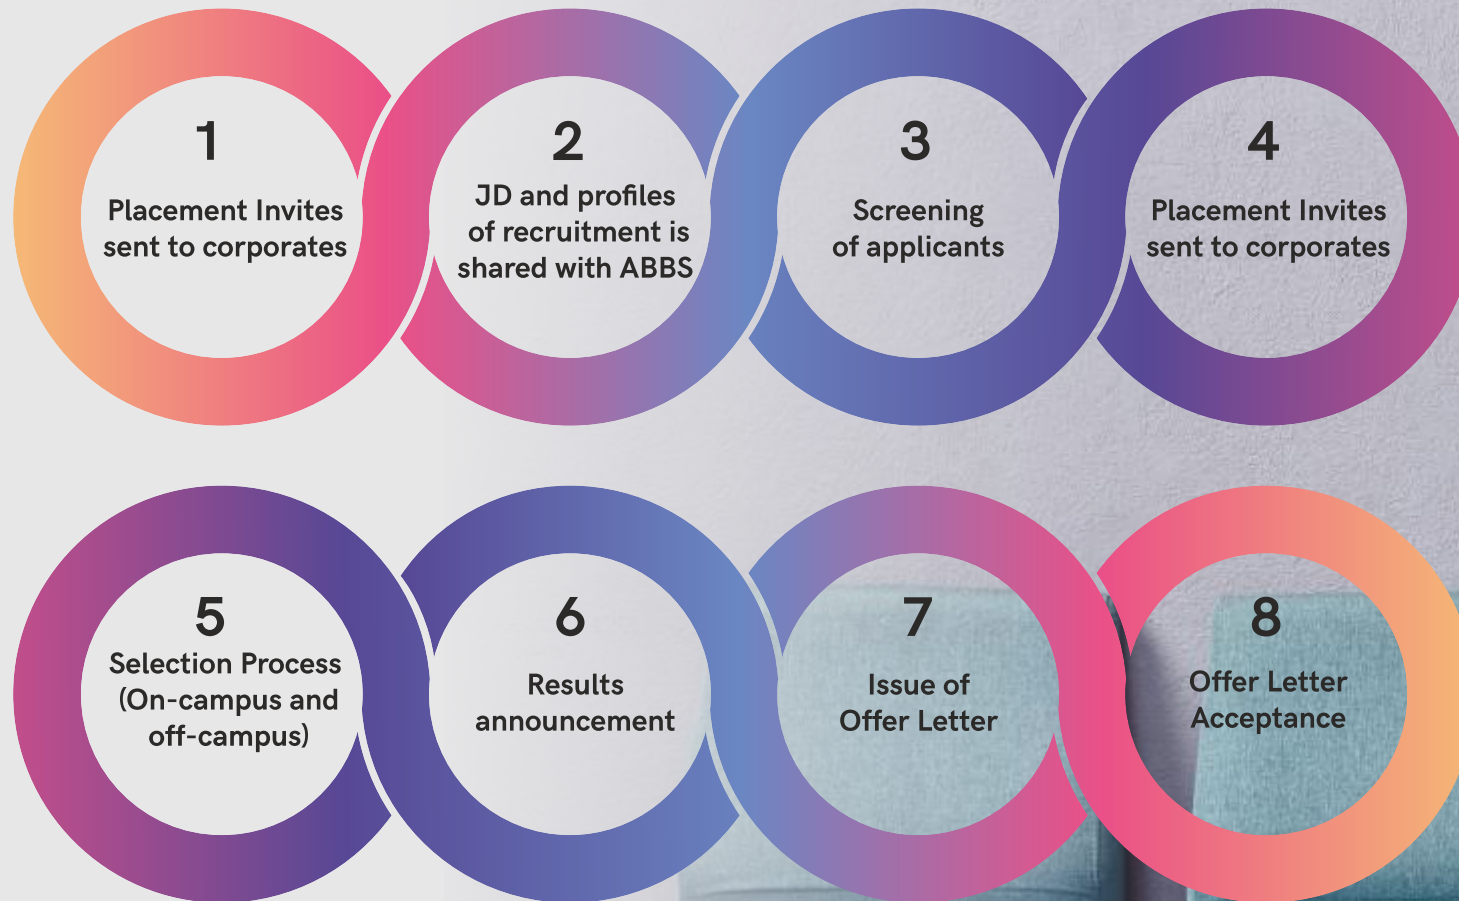 1
Placement Invites
sent to corporates
2
JD and profiles
of recruitment is
shared with ABBS
3
Screening
of applicants
4
Placement Invites
sent to corporates
5
Selection Process
(On-campus and
off-campus)
6
Results
announcement
7
Issue of
Offer Letter
8
Offer Letter
Acceptance